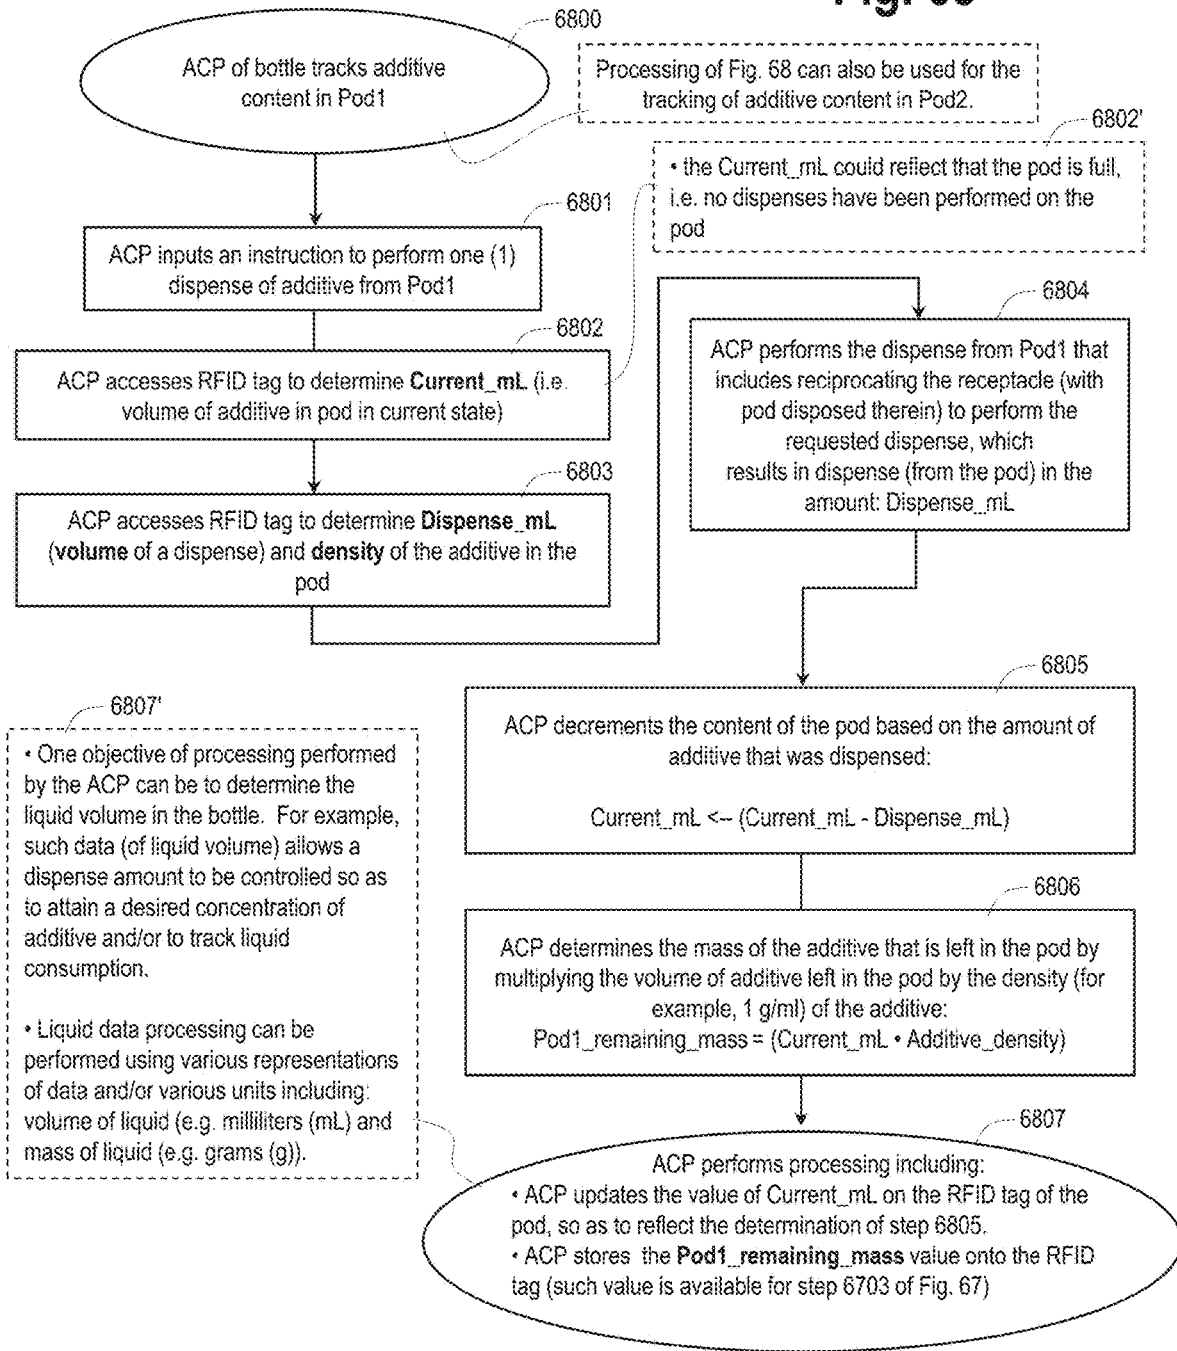 Fig.
6800
ACP of bottle tracks additive
content in Pod1
Processing of Fig. 68 can also be used for the
tracking of additive content in Pod2.
6802'
• the Current_mL could reflect that the pod is full,
i.e. no dispenses have been performed on the
pod
6801
ACP inputs an instruction to perform one (1)
dispense of additive from Pod1
6802
ACP accesses RFID tag to determine Current_mL (i.e.
volume of additive in pod in current state)
6803
ACP accesses RFID tag to determine Dispense_mL
(volume of a dispense) and density of the additive in the
pod
6804
ACP performs the dispense from Pod1 that
includes reciprocating the receptacle (with
pod disposed therein) to perform the
requested dispense, which
results in dispense (from the pod) in the
amount: Dispense_mL
6805
ACP decrements the content of the pod based on the amount of
additive that was dispensed:
Current_mL <-- (Current_mL - Dispense_mL)
6806
ACP determines the mass of the additive that is left in the pod by
multiplying the volume of additive left in the pod by the density (for
example, 1 g/ml) of the additive:
Pod1_remaining_mass = (Current_mL • Additive_density)
6807'
• One objective of processing performed
by the ACP can be to determine the
liquid volume in the bottle. For example,
such data (of liquid volume) allows a
dispense amount to be controlled so as
to attain a desired concentration of
additive and/or to track liquid
consumption.
• Liquid data processing can be
performed using various representations
of data and/or various units including:
volume of liquid (e.g. milliliters (mL) and
mass of liquid (e.g. grams (g)).
6807
ACP performs processing including:
• ACP updates the value of Current_mL on the RFID tag of the
pod, so as to reflect the determination of step 6805.
• ACP stores the Pod1_remaining_mass value onto the RFID
tag (such value is available for step 6703 of Fig. 67)